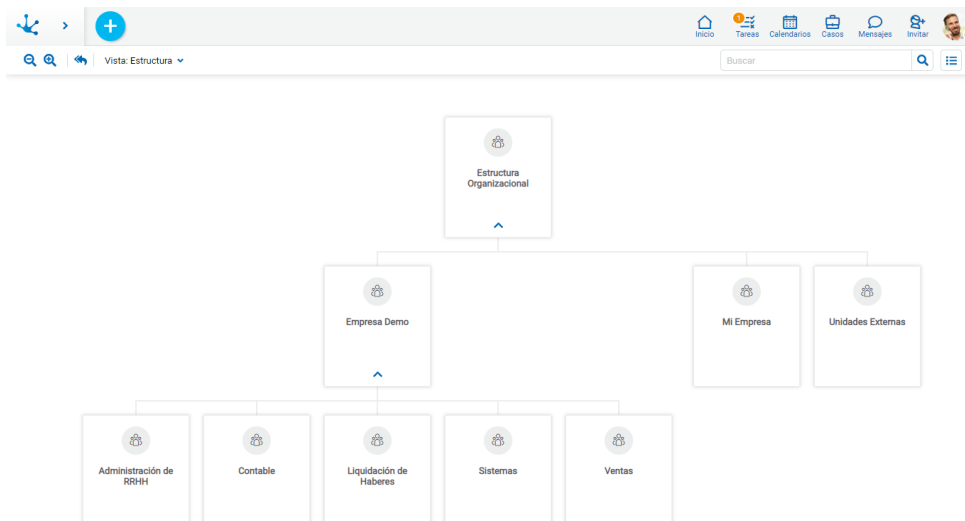 1
Inicio
Tareas
Calendarios
Casos
Mensajes
Invitar
Vista: Estructura
Buscar
Estructura
Organizacional
Empresa Demo
Mi Empresa
Unidades Externas
Administración de
RRHH
Contable
Liquidación de
Haberes
Sistemas
Ventas